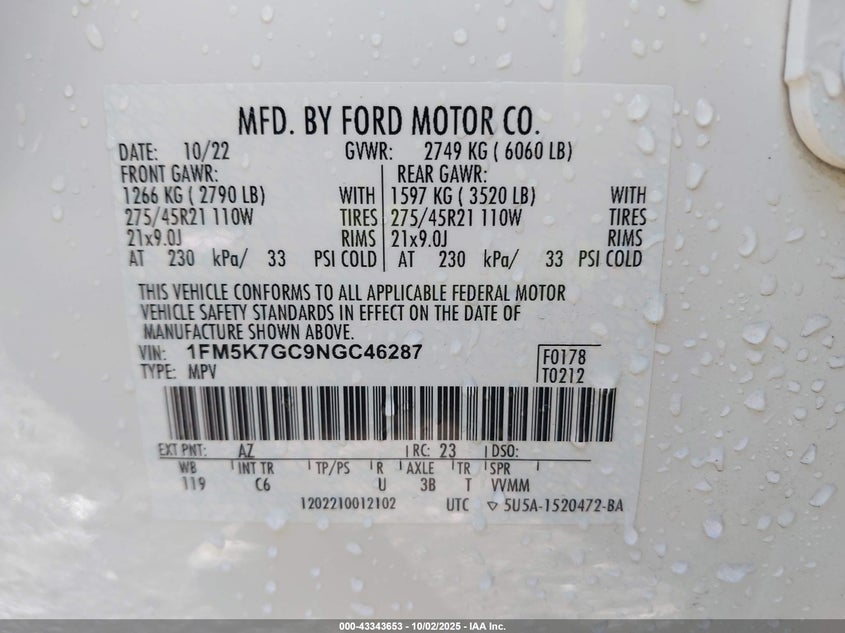 MFD. BY FORD MOTOR CO.
DATE: 10/22 GVWR: 2749 KG ( 6060 LB)
FRONT GAWR: REAR GAWR:
1266 KG ( 2790 LB) WITH 1597 KG ( 3520 LB) WITH
275/45R21 110W TIRES 275/45R21 110W TIRES
21x9.0J RIMS 21x9.0J RIMS
AT 230 kPa/ 33 PSI COLD AT 230 kPa/ 33 PSI COLD
THIS VEHICLE CONFORMS TO ALL APPLICABLE FEDERAL MOTOR
VEHICLE SAFETY STANDARDS IN EFFECT ON THE DATE OF
MANUFACTURE SHOWN ABOVE.
VIN: 1FM5K7GC9NGC46287 F0178
TYPE: MPV T0212
EXT PNT: AZ RC: 23 DSO:
WB INT TR TP/PS R AXLE TR SPR
119 C6 U 3B T VVMM
1202210012102 UTC ▽ 5U5A-1520472-BA
000-43343653 - 10/02/2025 - IAA Inc.